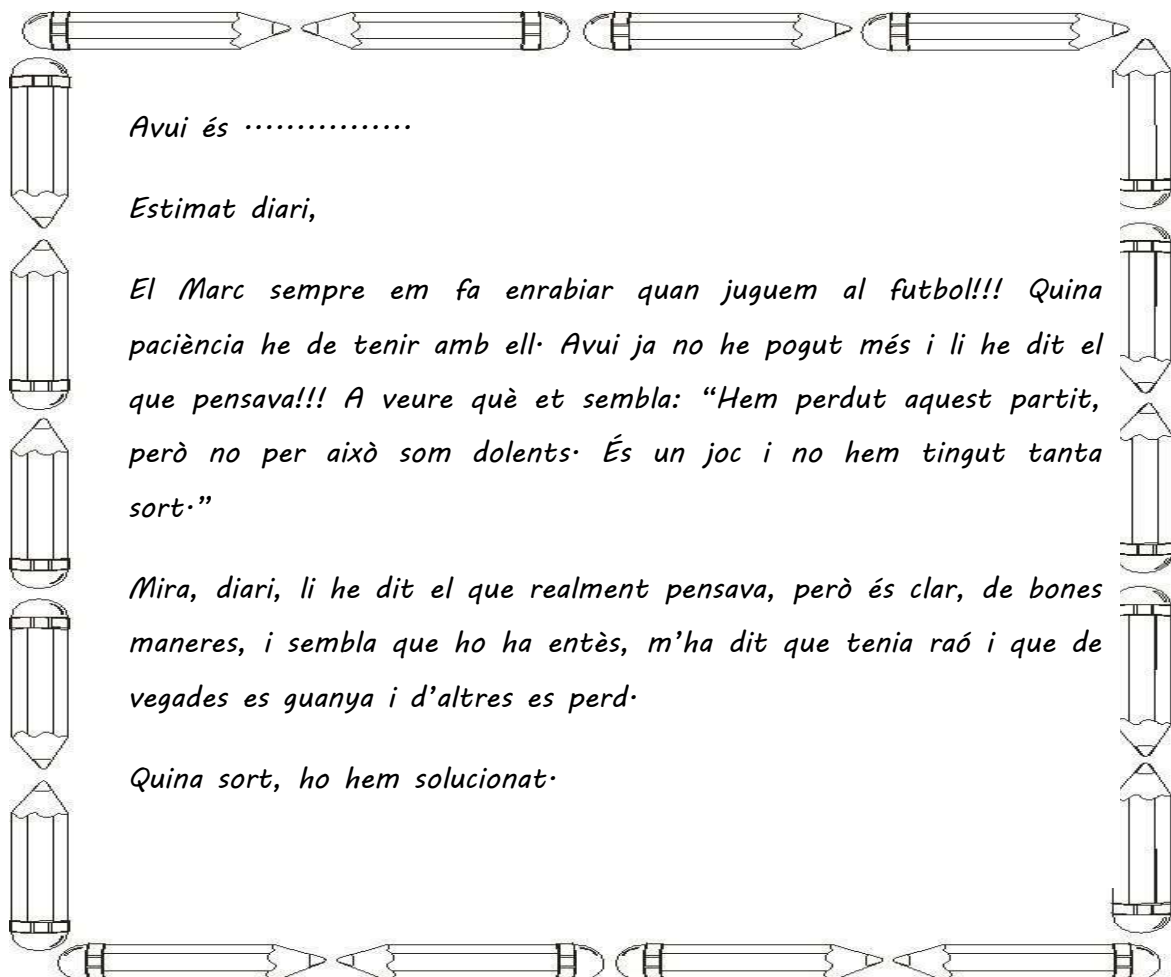 Avui és ················
Estimat diari,
El Marc sempre em fa enrabiar quan juguem al futbol!!! Quina
paciència he de tenir amb ell· Avui ja no he pogut més i li he dit el
que pensava!!! A veure què et sembla: “Hem perdut aquest partit,
però no per això som dolents· És un joc i no hem tingut tanta
sort·”
Mira, diari, li he dit el que realment pensava, però és clar, de bones
maneres, i sembla que ho ha entès, m’ha dit que tenia raó i que de
vegades es guanya i d’altres es perd·
Quina sort, ho hem solucionat·